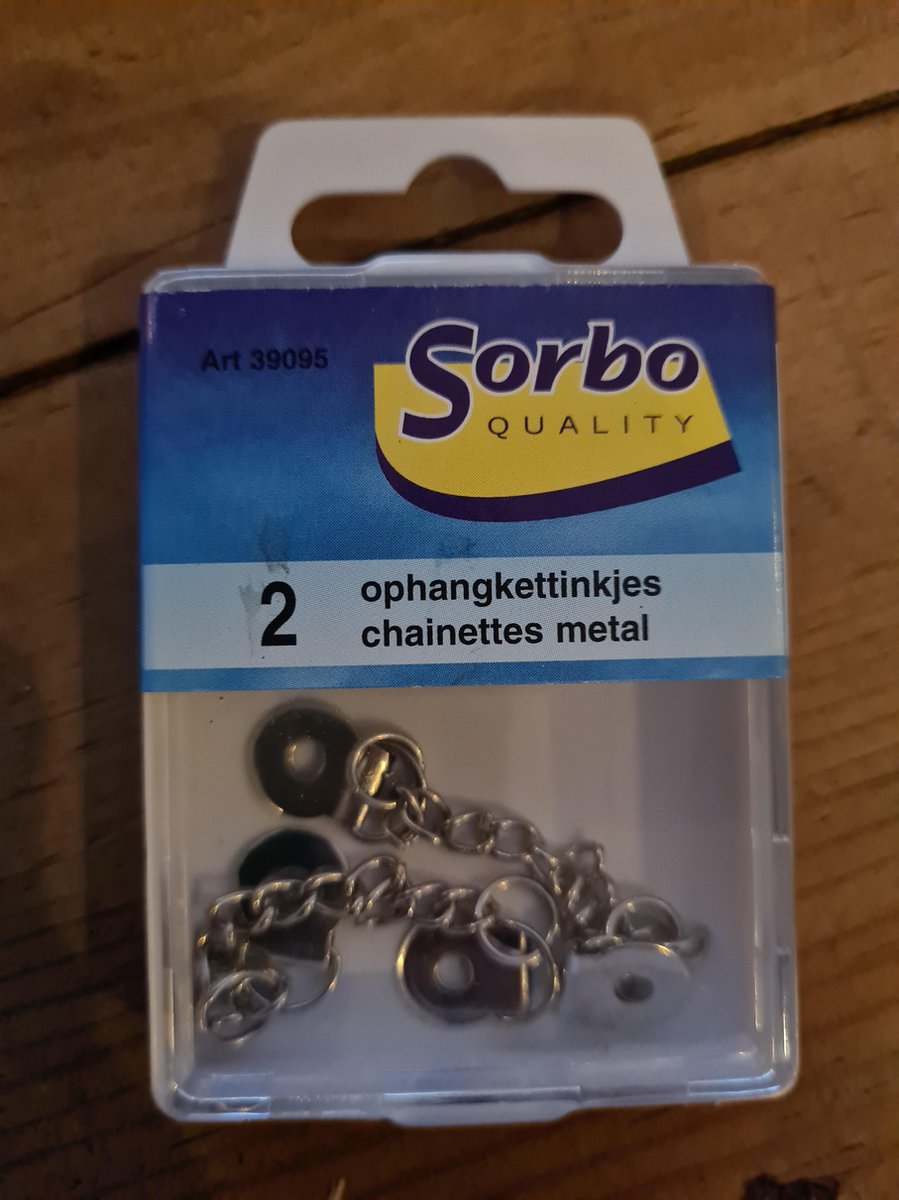 Art 39095
Sorbo
QUALITY
2
ophangkettinkjes
chainettes metal